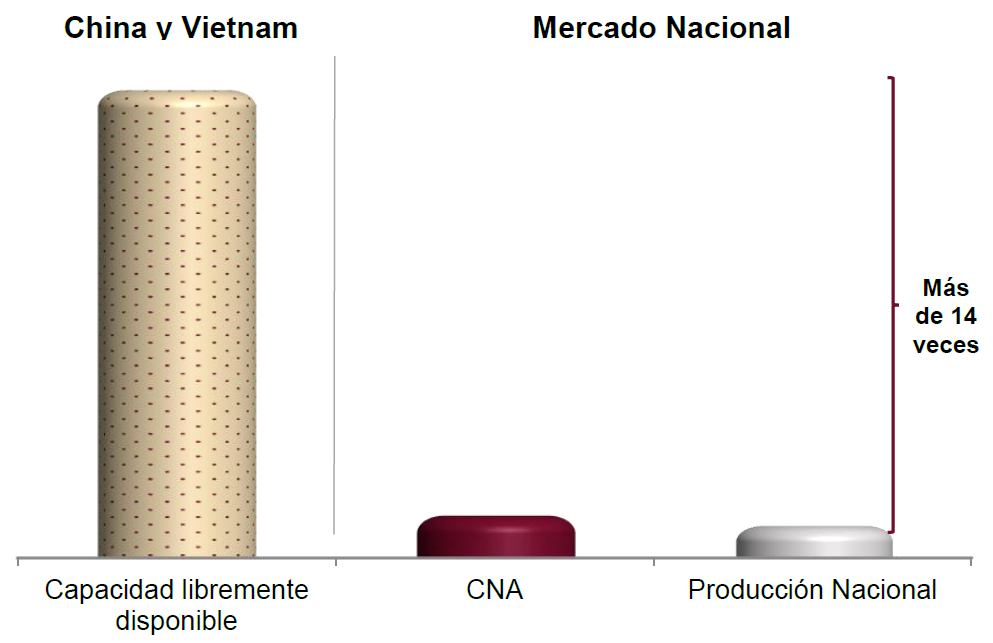 China y Vietnam
Mercado Nacional
Más
de 14
veces
Capacidad libremente
disponible
CNA
Producción Nacional